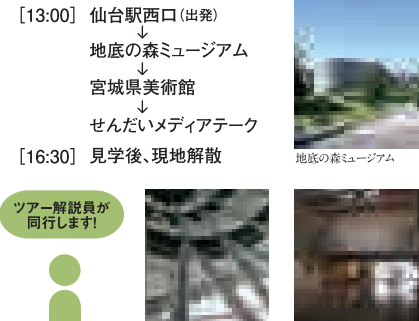 [13:00] 仙台駅西口(出発)
↓
地底の森ミュージアム
↓
宮城県美術館
↓
せんだいメディアテーク
[16:30] 見学後、現地解散
地底の森ミュージアム
ツアー解説員が
同行します!